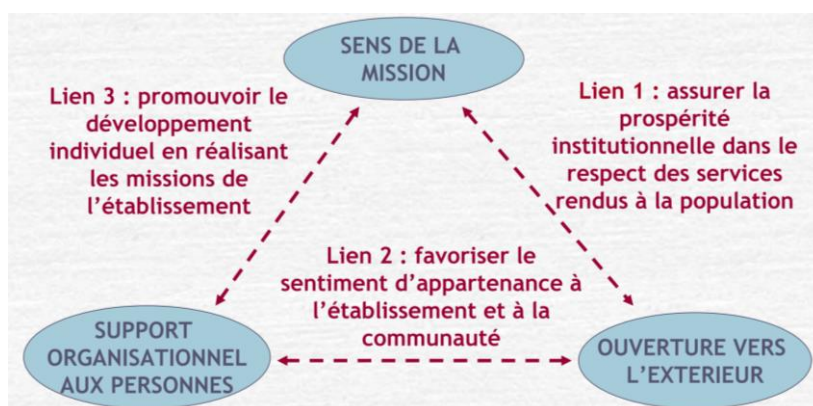 SENS DE LA
MISSION
Lien 3 : promouvoir le
développement
individuel en réalisant
les missions de
l’établissement
Lien 1 : assurer la
prospérité
institutionnelle dans le
respect des services
rendus à la population
Lien 2 : favoriser le
sentiment d’appartenance à
l’établissement et à la
communauté
SUPPORT
ORGANISATIONNEL
AUX PERSONNES
OUVERTURE VERS
L’EXTERIEUR